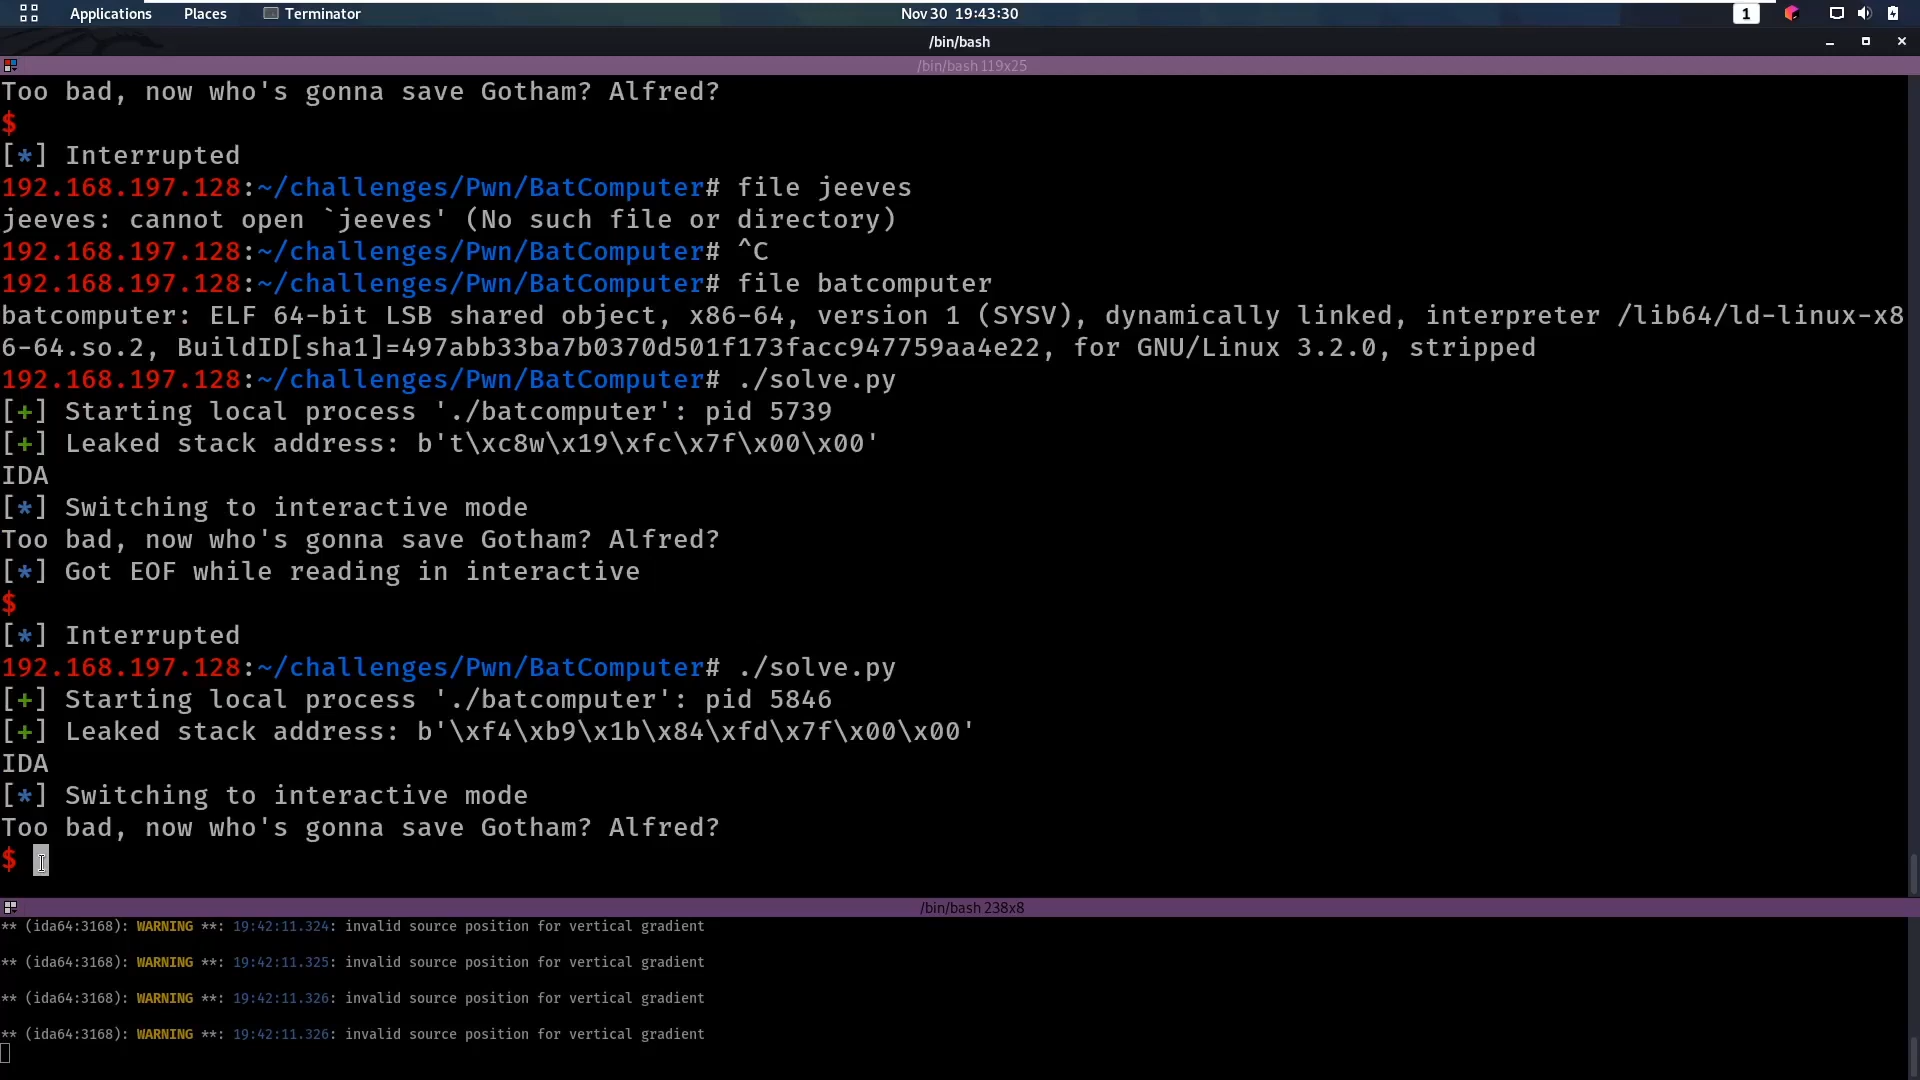 Applications Places Terminator Nov 30 19:43:30 1
/bin/bash
/bin/bash 119x25
Too bad, now who's gonna save Gotham? Alfred?
$
[*] Interrupted
192.168.197.128:~/challenges/Pwn/BatComputer# file jeeves
jeeves: cannot open `jeeves' (No such file or directory)
192.168.197.128:~/challenges/Pwn/BatComputer# ^C
192.168.197.128:~/challenges/Pwn/BatComputer# file batcomputer
batcomputer: ELF 64-bit LSB shared object, x86-64, version 1 (SYSV), dynamically linked, interpreter /lib64/ld-linux-x8
6-64.so.2, BuildID[sha1]=497abb33ba7b0370d501f173facc947759aa4e22, for GNU/Linux 3.2.0, stripped
192.168.197.128:~/challenges/Pwn/BatComputer# ./solve.py
[+] Starting local process './batcomputer': pid 5739
[+] Leaked stack address: b't\xc8w\x19\xfc\x7f\x00\x00'
IDA
[*] Switching to interactive mode
Too bad, now who's gonna save Gotham? Alfred?
[*] Got EOF while reading in interactive
$
[*] Interrupted
192.168.197.128:~/challenges/Pwn/BatComputer# ./solve.py
[+] Starting local process './batcomputer': pid 5846
[+] Leaked stack address: b'\xf4\xb9\x1b\x84\xfd\x7f\x00\x00'
IDA
[*] Switching to interactive mode
Too bad, now who's gonna save Gotham? Alfred?
$
/bin/bash 238x8
** (ida64:3168): WARNING **: 19:42:11.324: invalid source position for vertical gradient
** (ida64:3168): WARNING **: 19:42:11.325: invalid source position for vertical gradient
** (ida64:3168): WARNING **: 19:42:11.326: invalid source position for vertical gradient
** (ida64:3168): WARNING **: 19:42:11.326: invalid source position for vertical gradient